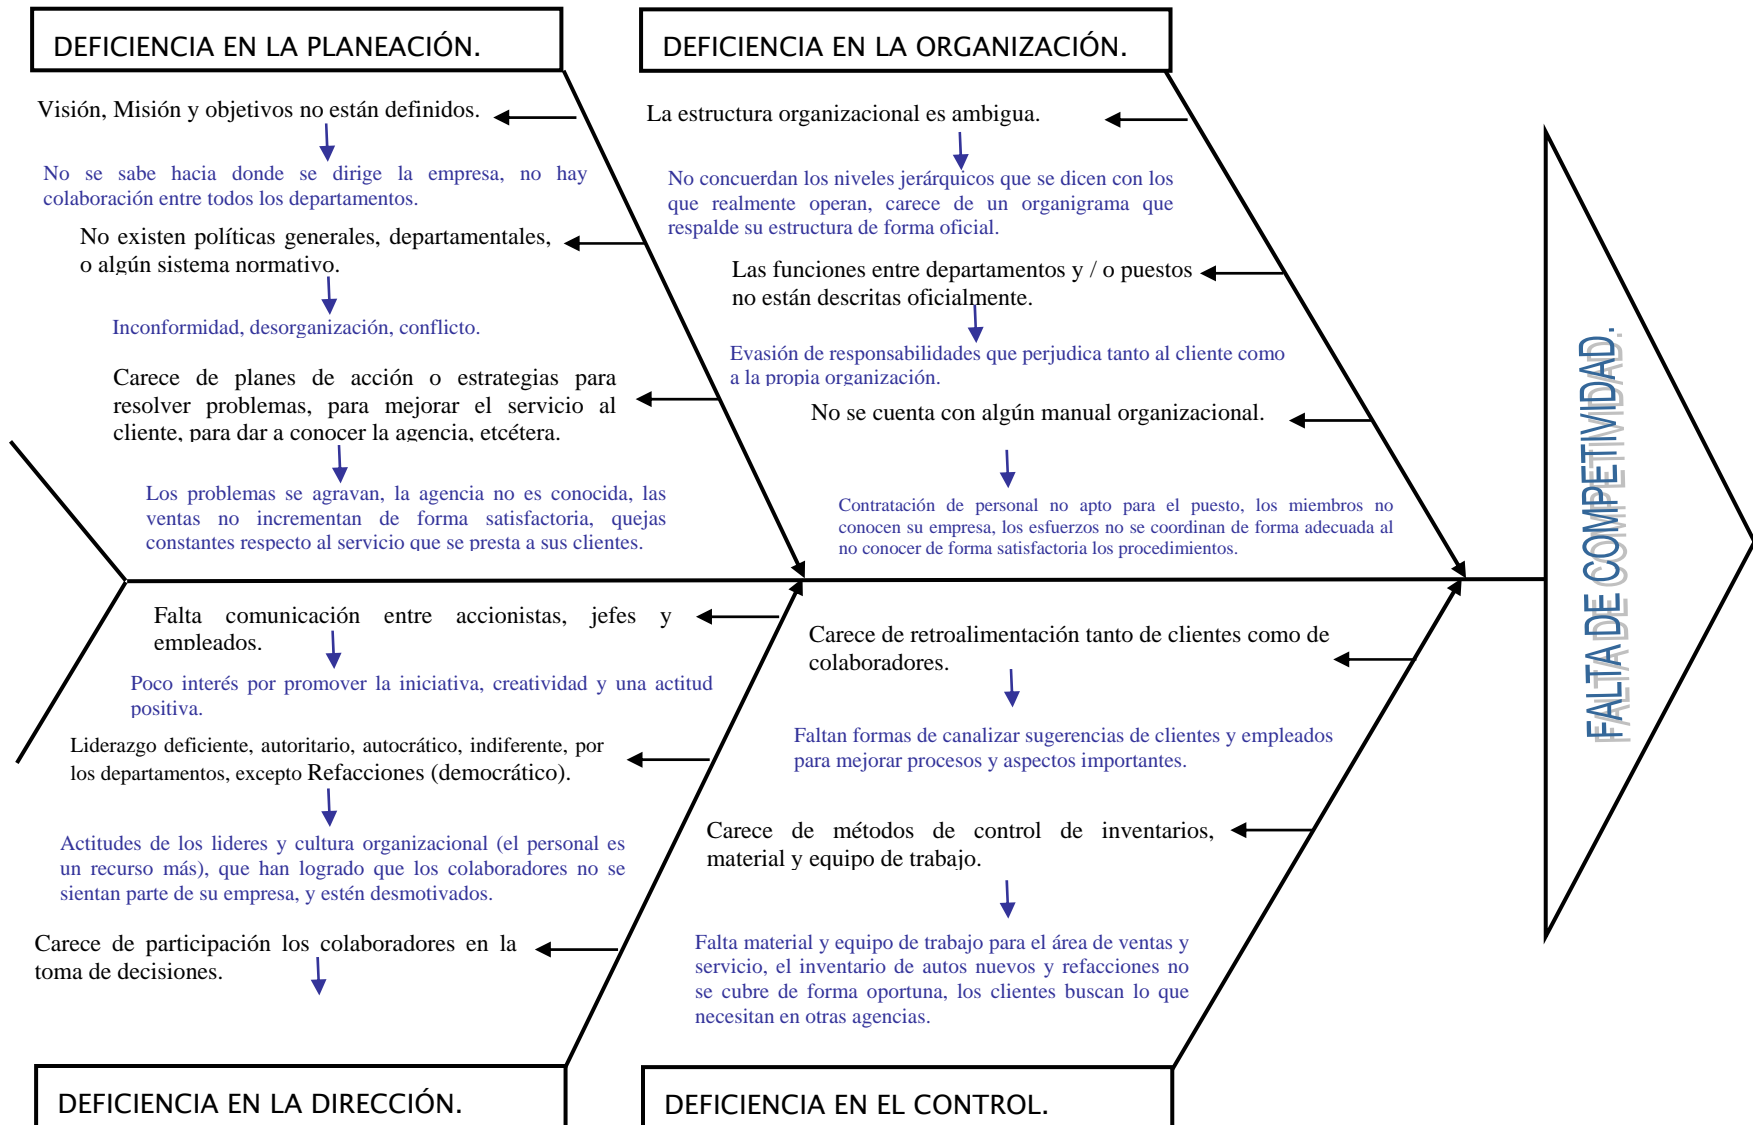 DEFICIENCIA EN LA PLANEACIÓN.
Visión, Misión y objetivos no están definidos.
No se sabe hacia donde se dirige la empresa, no hay
colaboración entre todos los departamentos.
No existen políticas generales, departamentales,
o algún sistema normativo.
Inconformidad, desorganización, conflicto.
Carece de planes de acción o estrategias para
resolver problemas, para mejorar el servicio al
cliente, para dar a conocer la agencia, etcétera.
Los problemas se agravan, la agencia no es conocida, las
ventas no incrementan de forma satisfactoria, quejas
constantes respecto al servicio que se presta a sus clientes.
DEFICIENCIA EN LA ORGANIZACIÓN.
La estructura organizacional es ambigua.
No concuerdan los niveles jerárquicos que se dicen con los
que realmente operan, carece de un organigrama que
respalde su estructura de forma oficial.
Las funciones entre departamentos y / o puestos
no están descritas oficialmente.
Evasión de responsabilidades que perjudica tanto al cliente como
a la propia organización.
No se cuenta con algún manual organizacional.
Contratación de personal no apto para el puesto, los miembros no
conocen su empresa, los esfuerzos no se coordinan de forma adecuada al
no conocer de forma satisfactoria los procedimientos.
Falta comunicación entre accionistas, jefes y
empleados.
Poco interés por promover la iniciativa, creatividad y una actitud
positiva.
Liderazgo deficiente, autoritario, autocrático, indiferente, por
los departamentos, excepto Refacciones (democrático).
Actitudes de los lideres y cultura organizacional (el personal es
un recurso más), que han logrado que los colaboradores no se
sientan parte de su empresa, y estén desmotivados.
Carece de participación los colaboradores en la
toma de decisiones.
DEFICIENCIA EN LA DIRECCIÓN.
Carece de retroalimentación tanto de clientes como de
colaboradores.
Faltan formas de canalizar sugerencias de clientes y empleados
para mejorar procesos y aspectos importantes.
Carece de métodos de control de inventarios,
material y equipo de trabajo.
Falta material y equipo de trabajo para el área de ventas y
servicio, el inventario de autos nuevos y refacciones no
se cubre de forma oportuna, los clientes buscan lo que
necesitan en otras agencias.
DEFICIENCIA EN EL CONTROL.
FALTA DE COMPETIVIDAD.